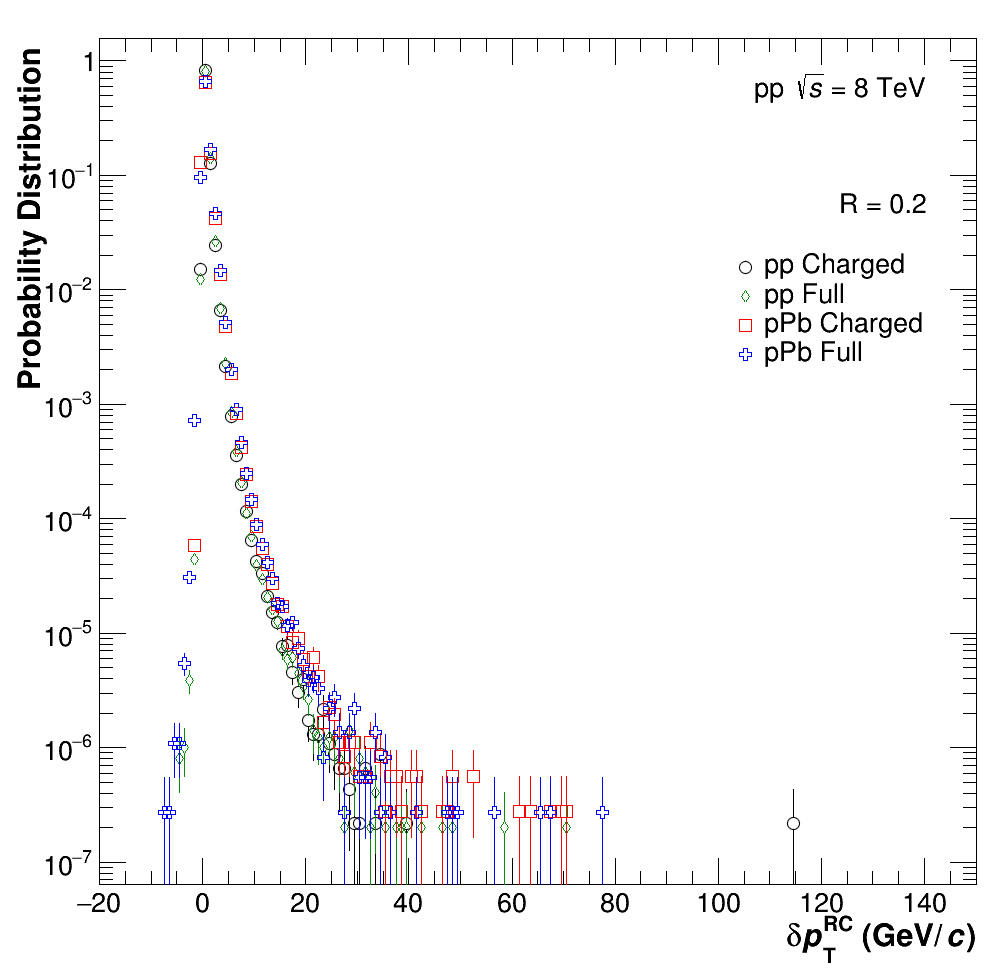 Probability Distribution
1
10⁻¹
10⁻²
10⁻³
10⁻⁴
10⁻⁵
10⁻⁶
10⁻⁷
pp √s = 8 TeV
R = 0.2
pp Charged
pp Full
pPb Charged
pPb Full
−20 0 20 40 60 80 100 120 140
δp_T^RC (GeV/c)